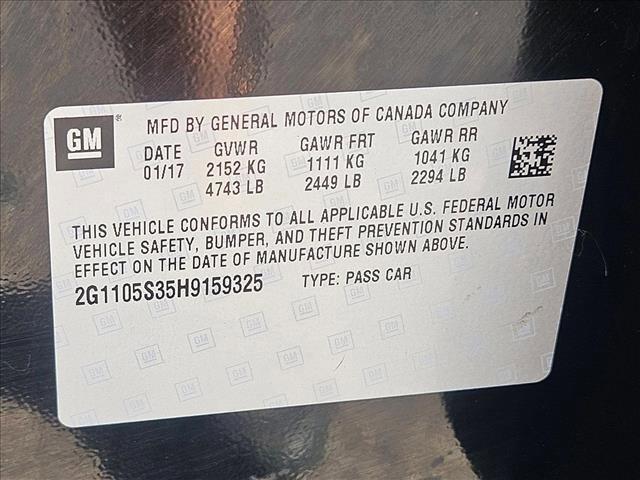 GM
MFD BY GENERAL MOTORS OF CANADA COMPANY
DATE GVWR GAWR FRT GAWR RR
01/17 2152 KG 1111 KG 1041 KG
4743 LB 2449 LB 2294 LB
THIS VEHICLE CONFORMS TO ALL APPLICABLE U.S. FEDERAL MOTOR
VEHICLE SAFETY, BUMPER, AND THEFT PREVENTION STANDARDS IN
EFFECT ON THE DATE OF MANUFACTURE SHOWN ABOVE.
2G1105S35H9159325 TYPE: PASS CAR